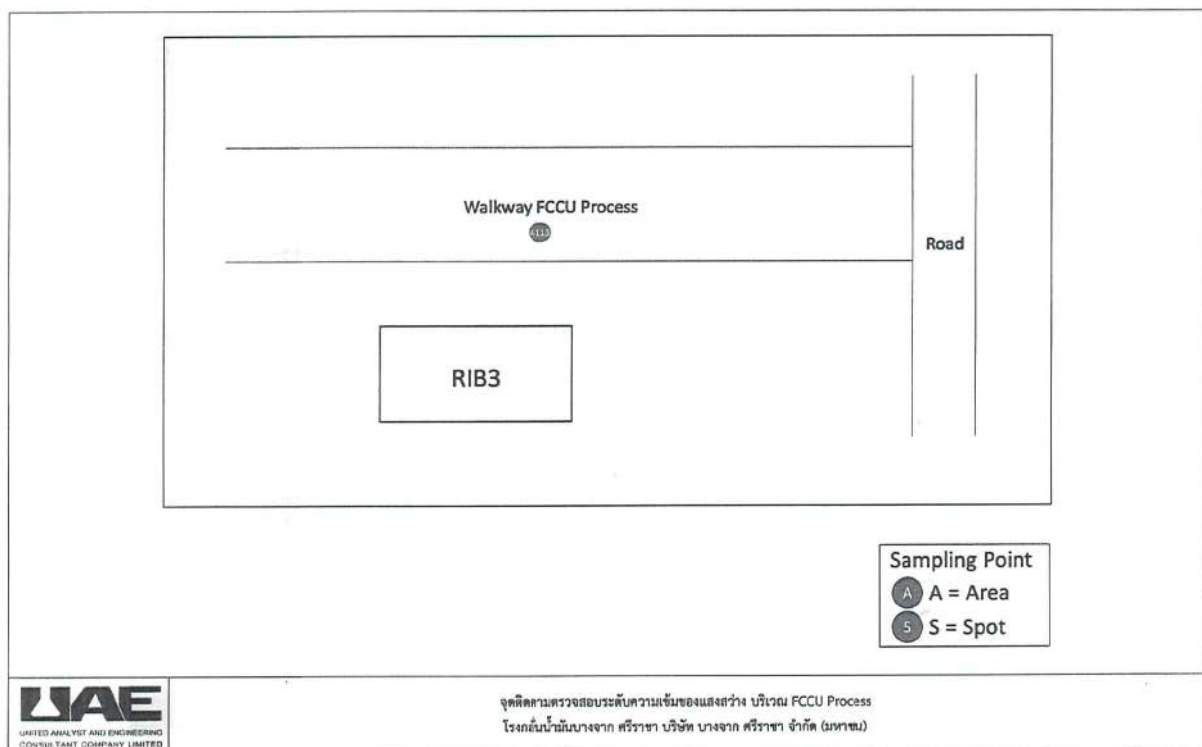 Walkway FCCU Process
Road
RIB3
Sampling Point
A A = Area
S S = Spot
UAE
UNITED ANALYST AND ENGINEERING
CONSULTANT COMPANY LIMITED
จุดติดตามตรวจสอบระดับความเข้มของแสงสว่าง บริเวณ FCCU Process
โรงกลั่นน้ำมันบางจาก ศรีราชา บริษัท บางจาก ศรีราชา จำกัด (มหาชน)